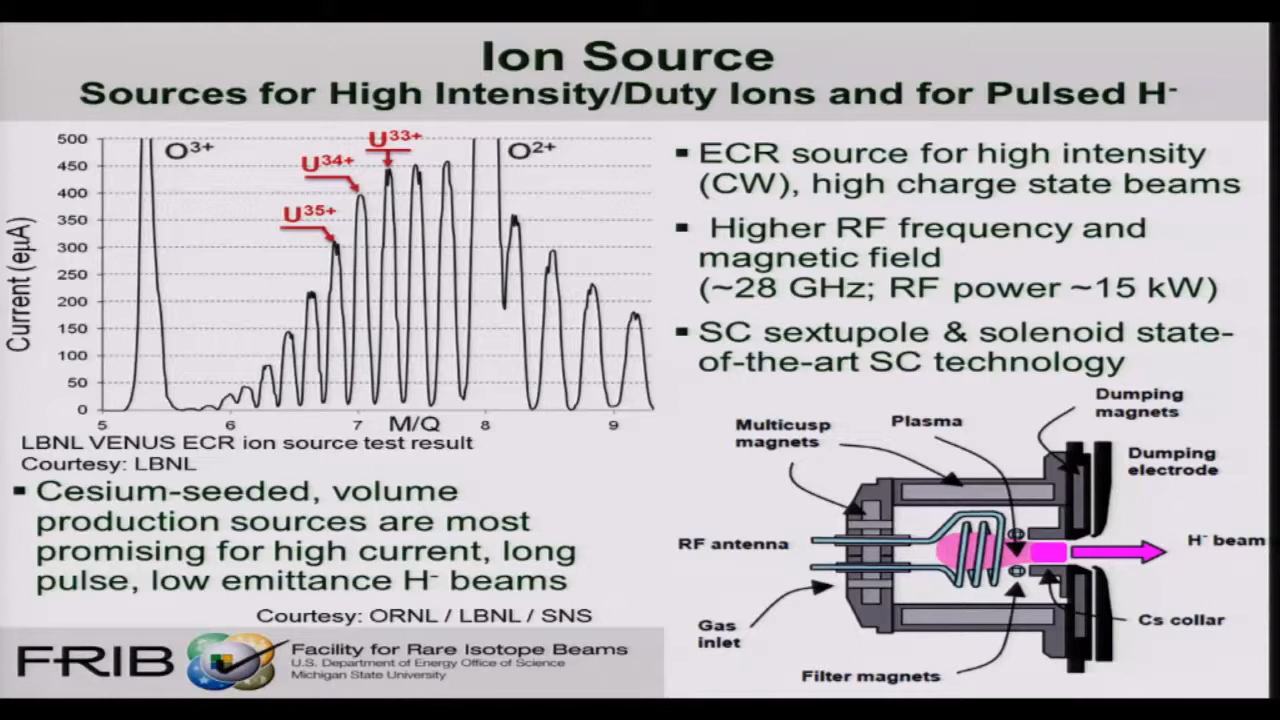 Ion Source
Sources for High Intensity/Duty Ions and for Pulsed H-
500
450
400
350
300
250
200
150
100
50
0
Current (eµA)
O3+
U35+
U34+
U33+
O2+
5
6
7
M/Q
8
9
LBNL VENUS ECR ion source test result
Courtesy: LBNL
▪ Cesium-seeded, volume
production sources are most
promising for high current, long
pulse, low emittance H- beams
Courtesy: ORNL / LBNL / SNS
▪ ECR source for high intensity
(CW), high charge state beams
▪ Higher RF frequency and
magnetic field
(~28 GHz; RF power ~15 kW)
▪ SC sextupole & solenoid state-
of-the-art SC technology
Dumping
magnets
Plasma
Multicusp
magnets
Dumping
electrode
RF antenna
H- beam
Gas
inlet
Cs collar
Filter magnets
FRIB
Facility for Rare Isotope Beams
U.S. Department of Energy Office of Science
Michigan State University